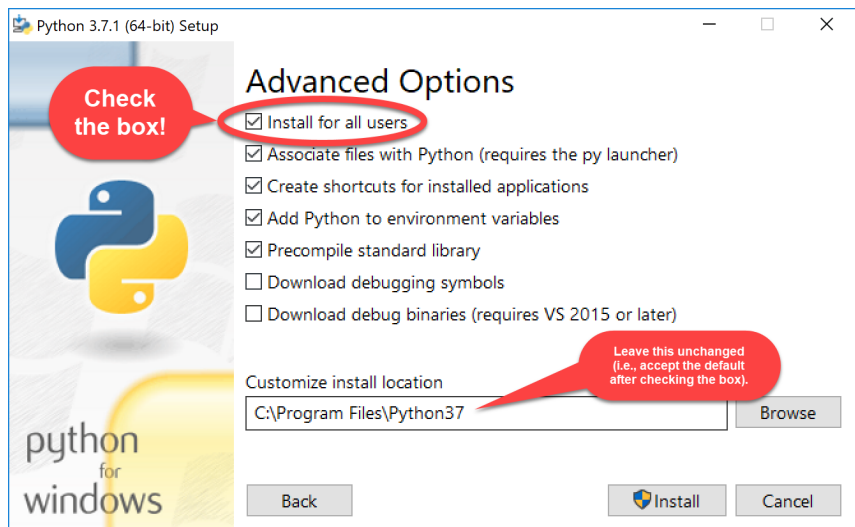 Python 3.7.1 (64-bit) Setup
Advanced Options
Check
the box!
Install for all users
Associate files with Python (requires the py launcher)
Create shortcuts for installed applications
Add Python to environment variables
Precompile standard library
Download debugging symbols
Download debug binaries (requires VS 2015 or later)
Leave this unchanged
(i.e., accept the default
after checking the box).
Customize install location
C:\Program Files\Python37
Browse
python
for
windows
Back
Install
Cancel